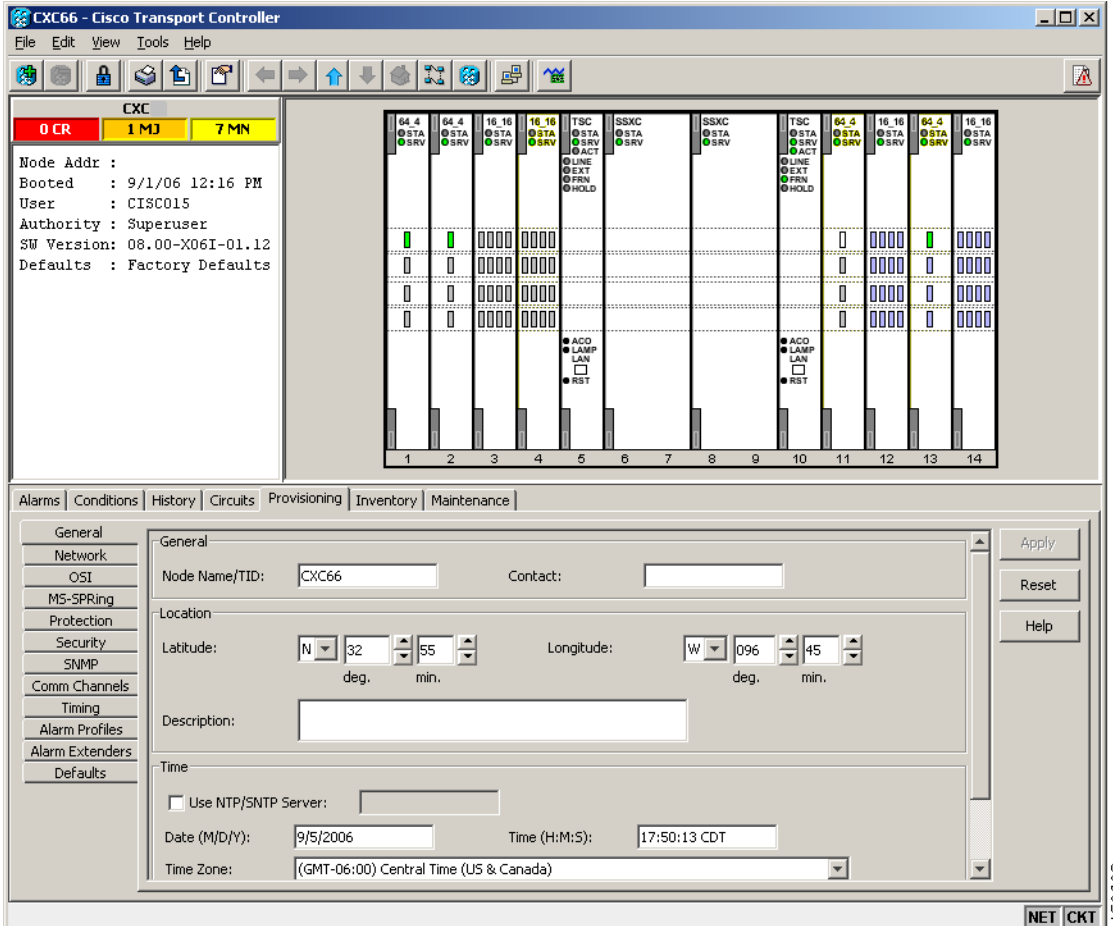 CXC66 - Cisco Transport Controller
File Edit View Tools Help
CXC
0 CR 1 MJ 7 MN
Node Addr :
Booted : 9/1/06 12:16 PM
User : CISCO15
Authority : Superuser
SW Version: 08.00-X06I-01.12
Defaults : Factory Defaults
64_4 64_4 16_16 16_16 TSC SSXC SSXC TSC 64_4 16_16 64_4 16_16
STA STA STA STA STA STA STA STA STA STA STA STA
SRV SRV SRV SRV SRV SRV SRV SRV SRV SRV SRV SRV
ACT ACT
LINE LINE
EXT EXT
FRN FRN
HOLD HOLD
ACO ACO
LAMP LAMP
LAN LAN
RST RST
1 2 3 4 5 6 7 8 9 10 11 12 13 14
Alarms Conditions History Circuits Provisioning Inventory Maintenance
General
Network
OSI
MS-SPRing
Protection
Security
SNMP
Comm Channels
Timing
Alarm Profiles
Alarm Extenders
Defaults
General
Node Name/TID: CXC66 Contact:
Location
Latitude: N 32 55 Longitude: W 096 45
deg. min. deg. min.
Description:
Time
Use NTP/SNTP Server:
Date (M/D/Y): 9/5/2006 Time (H:M:S): 17:50:13 CDT
Time Zone: (GMT-06:00) Central Time (US & Canada)
Apply
Reset
Help
NET CKT